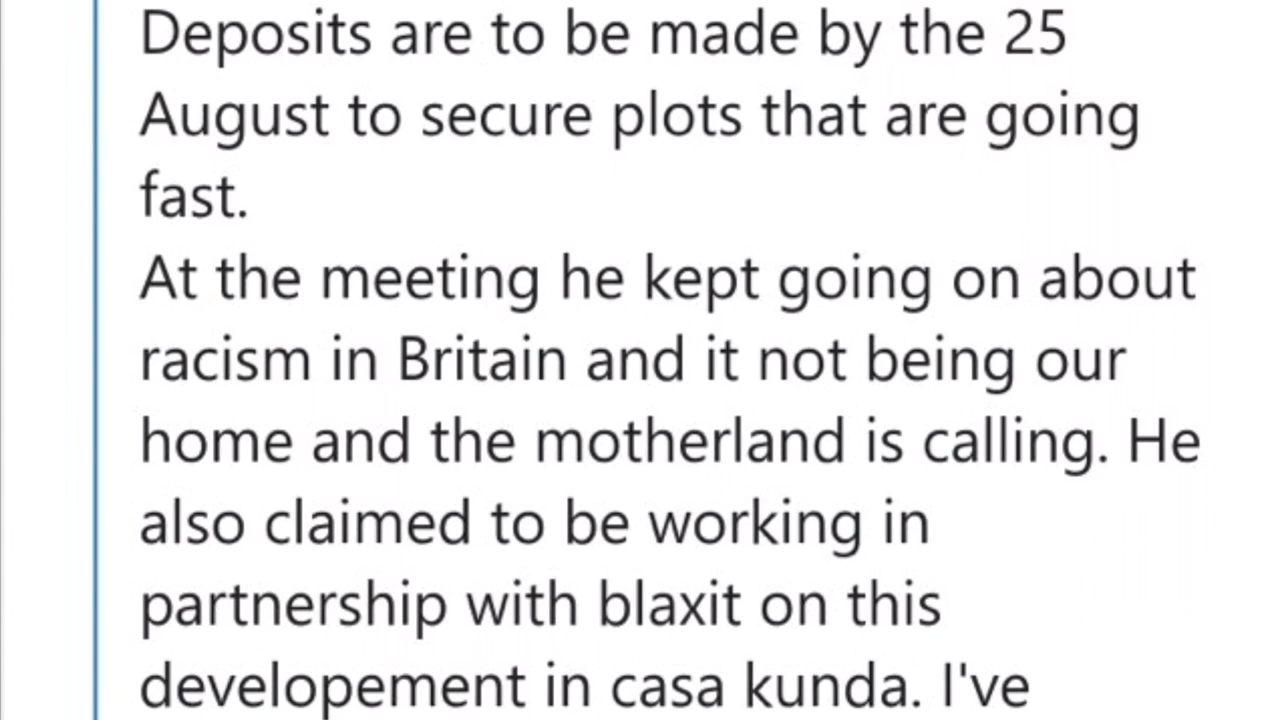 Deposits are to be made by the 25
August to secure plots that are going
fast.
At the meeting he kept going on about
racism in Britain and it not being our
home and the motherland is calling. He
also claimed to be working in
partnership with blaxit on this
developement in casa kunda. I've